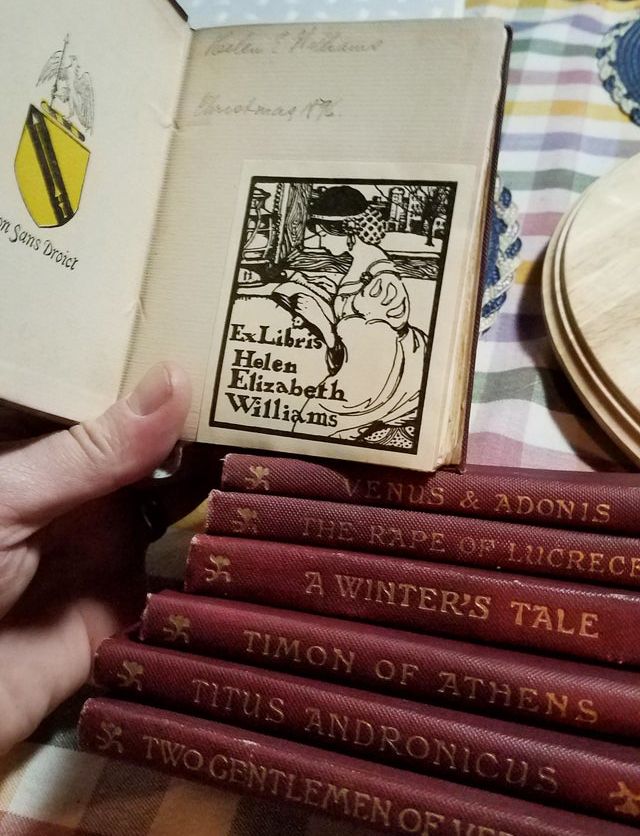 on Sans Droict
Helen E Williams
Christmas
Ex Libris
Helen
Elizabeth
Williams
VENUS & ADONIS
THE RAPE OF LUCRECE
A WINTER'S TALE
TIMON OF ATHENS
TITUS ANDRONICUS
TWO GENTLEMEN OF VER